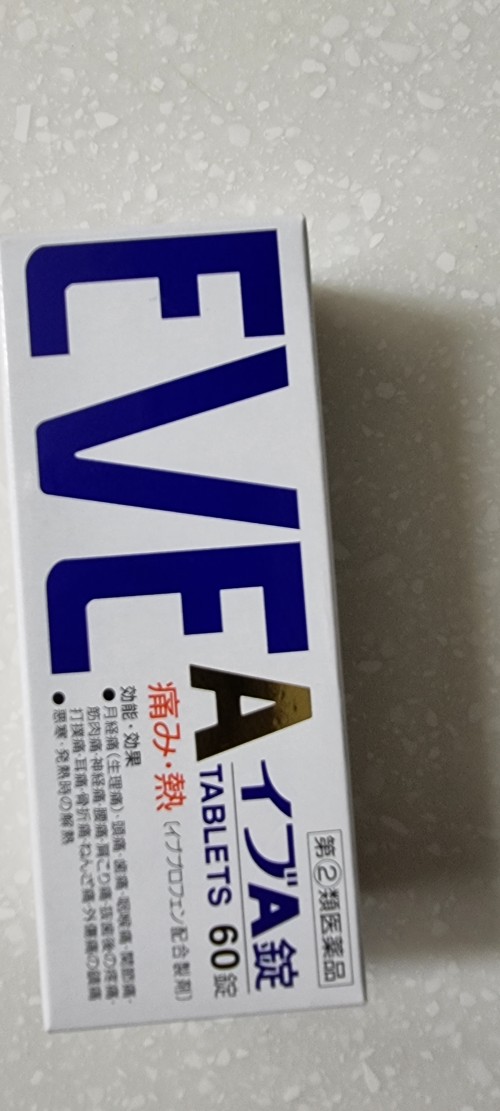 第②類医薬品
EVE A
イブA錠
TABLETS 60錠
痛み・熱〔イブプロフェン配合製剤〕
効能・効果
●月経痛(生理痛)・頭痛・歯痛・咽喉痛・関節痛・
筋肉痛・神経痛・腰痛・肩こり痛・抜歯後の疼痛・
打撲痛・耳痛・骨折痛・ねんざ痛・外傷痛の鎮痛
●悪寒・発熱時の解熱